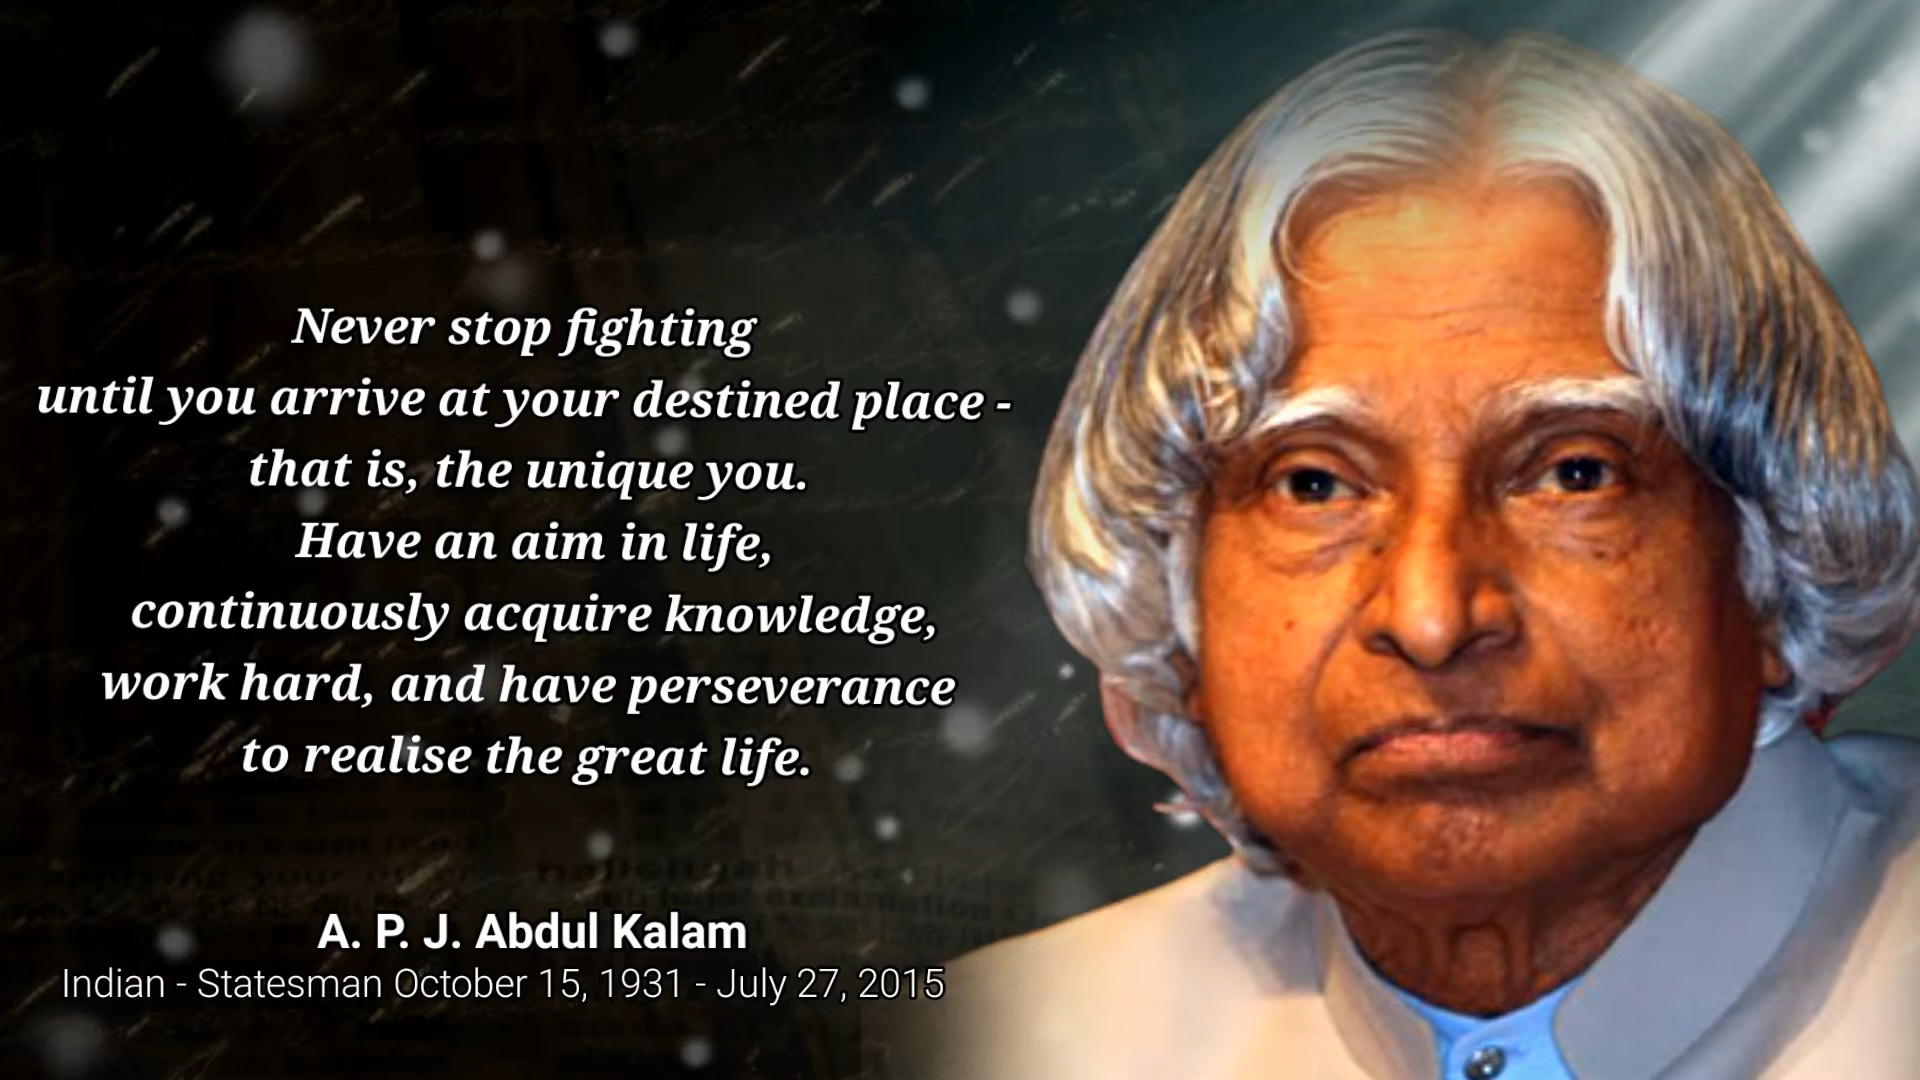 Never stop fighting
until you arrive at your destined place -
that is, the unique you.
Have an aim in life,
continuously acquire knowledge,
work hard, and have perseverance
to realise the great life.
A. P. J. Abdul Kalam
Indian - Statesman October 15, 1931 - July 27, 2015